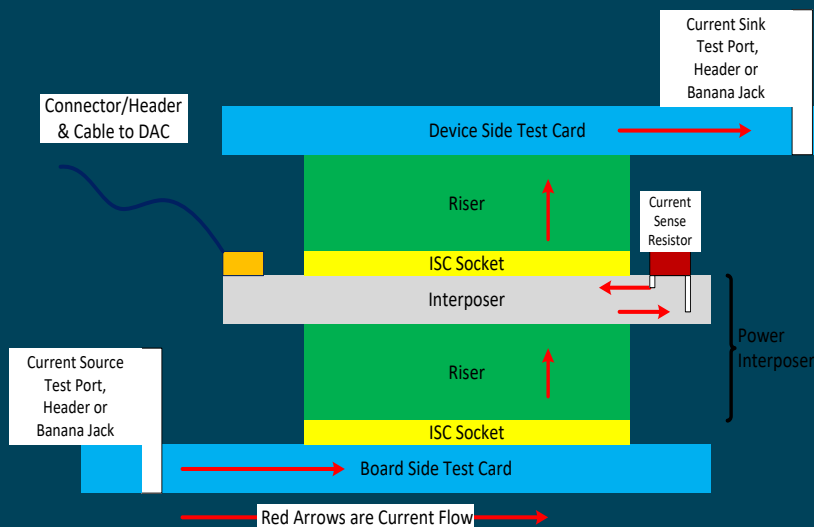 Current Sink
Test Port,
Header or
Banana Jack
Connector/Header
& Cable to DAC
Device Side Test Card
Riser
Current
Sense
Resistor
ISC Socket
Interposer
Power
Interposer
Current Source
Test Port,
Header or
Banana Jack
Riser
ISC Socket
Board Side Test Card
Red Arrows are Current Flow